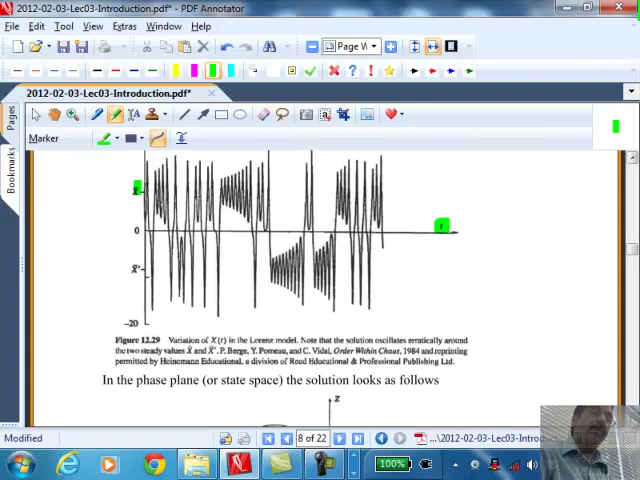 2012-02-03-Lec03-Introduction.pdf* - PDF Annotator
File Edit Tool View Extras Window Help
Page W
2012-02-03-Lec03-Introduction.pdf*
Pages
Bookmarks
Marker
X̄
0
t
X̄'
-20
Figure 12.29 Variation of X(t) in the Lorenz model. Note that the solution oscillates erratically around
the two steady values X̄ and X̄'. P. Berge, Y. Pomeau, and C. Vidal, Order Within Chaos, 1984 and reprinting
permitted by Heinemann Educational, a division of Reed Educational & Professional Publishing Ltd.
In the phase plane (or state space) the solution looks as follows
z
Modified
8 of 22
...\2012-02-03-Lec03-Introduc
100%